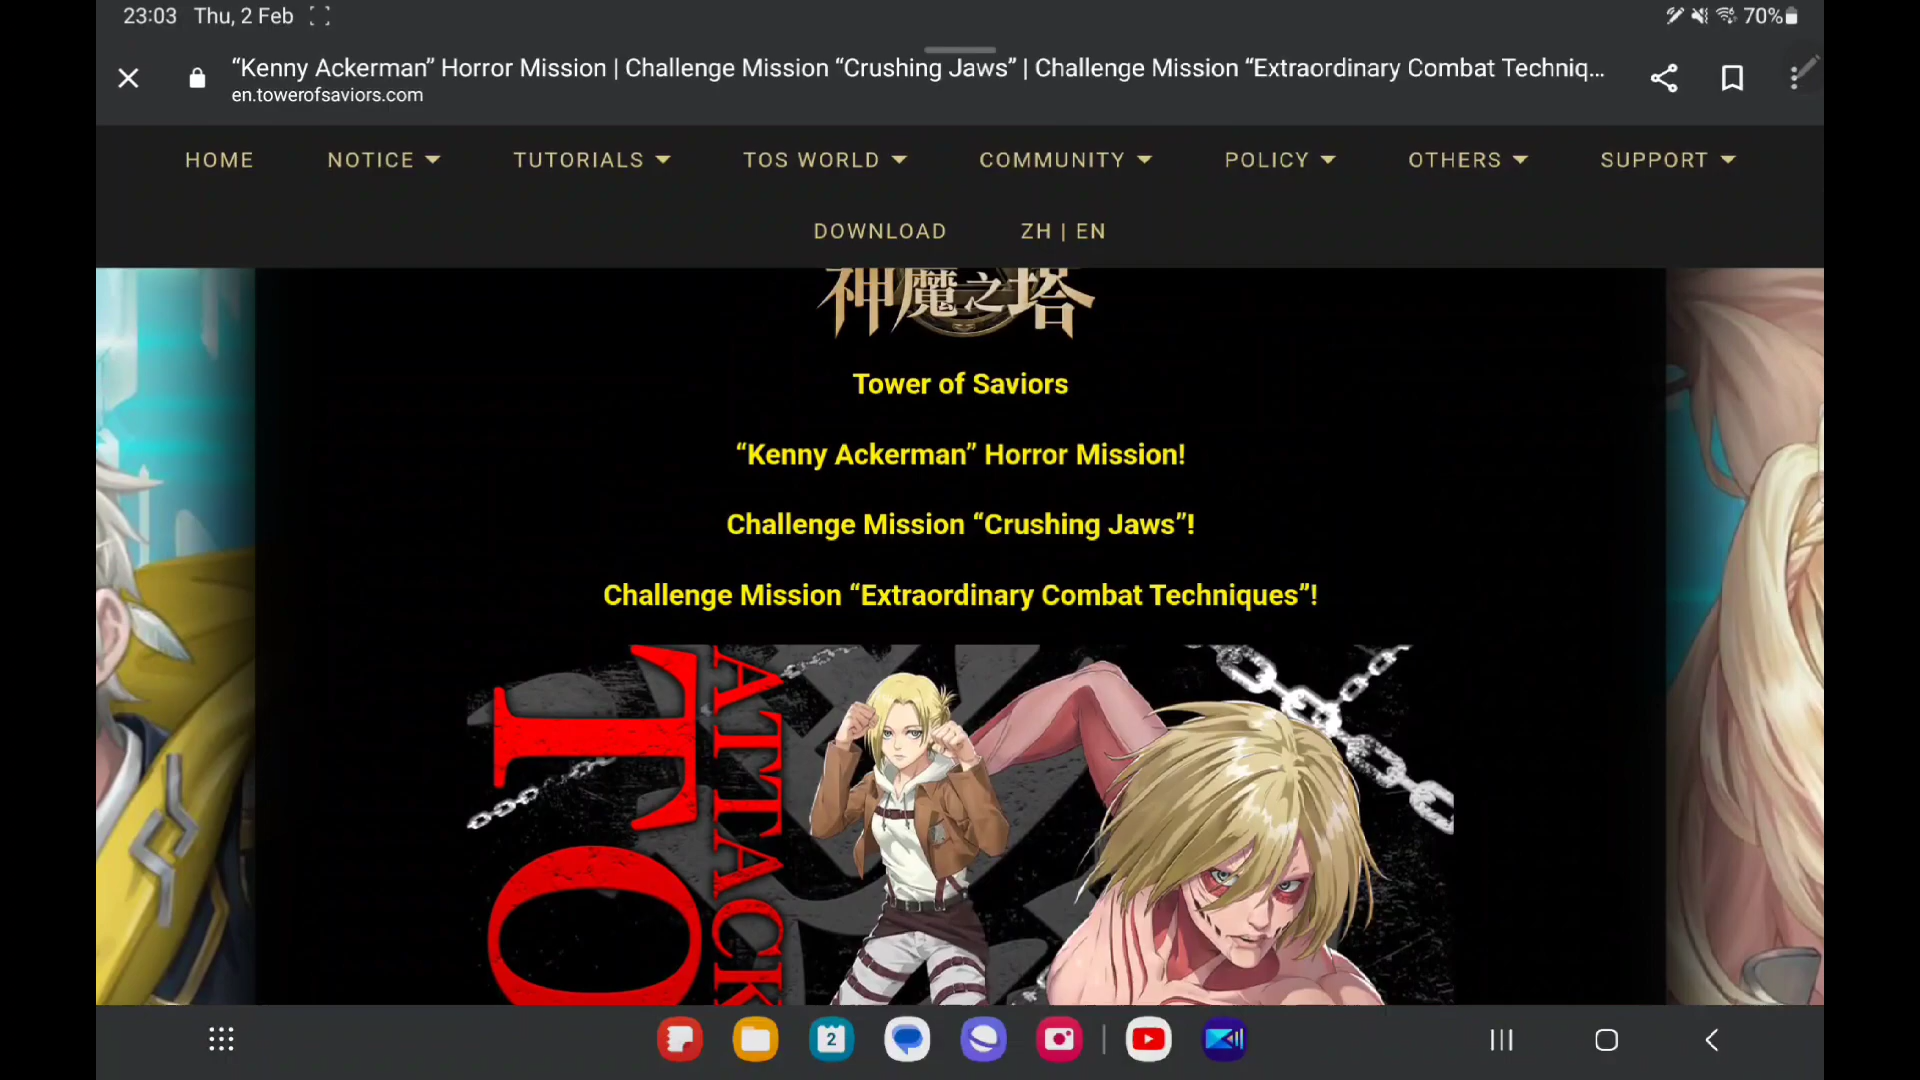 23:03 Thu, 2 Feb
70%
“Kenny Ackerman” Horror Mission | Challenge Mission “Crushing Jaws” | Challenge Mission “Extraordinary Combat Techniq...
en.towerofsaviors.com
HOME NOTICE TUTORIALS TOS WORLD COMMUNITY POLICY OTHERS SUPPORT
DOWNLOAD ZH | EN
神魔之塔
Tower of Saviors
“Kenny Ackerman” Horror Mission!
Challenge Mission “Crushing Jaws”!
Challenge Mission “Extraordinary Combat Techniques”!
ATTACK
TO
2